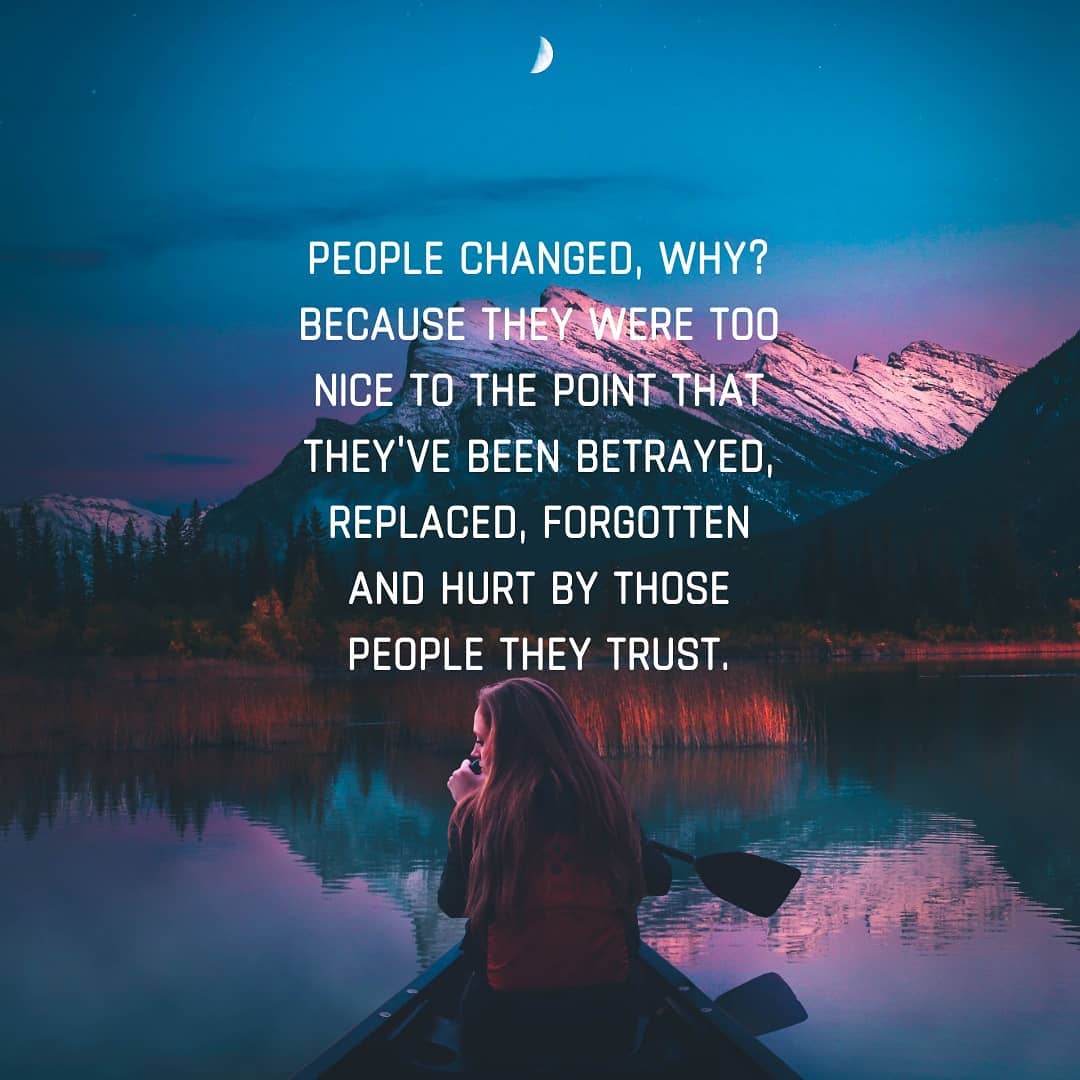 PEOPLE CHANGED, WHY?
BECAUSE THEY WERE TOO
NICE TO THE POINT THAT
THEY'VE BEEN BETRAYED,
REPLACED, FORGOTTEN
AND HURT BY THOSE
PEOPLE THEY TRUST.